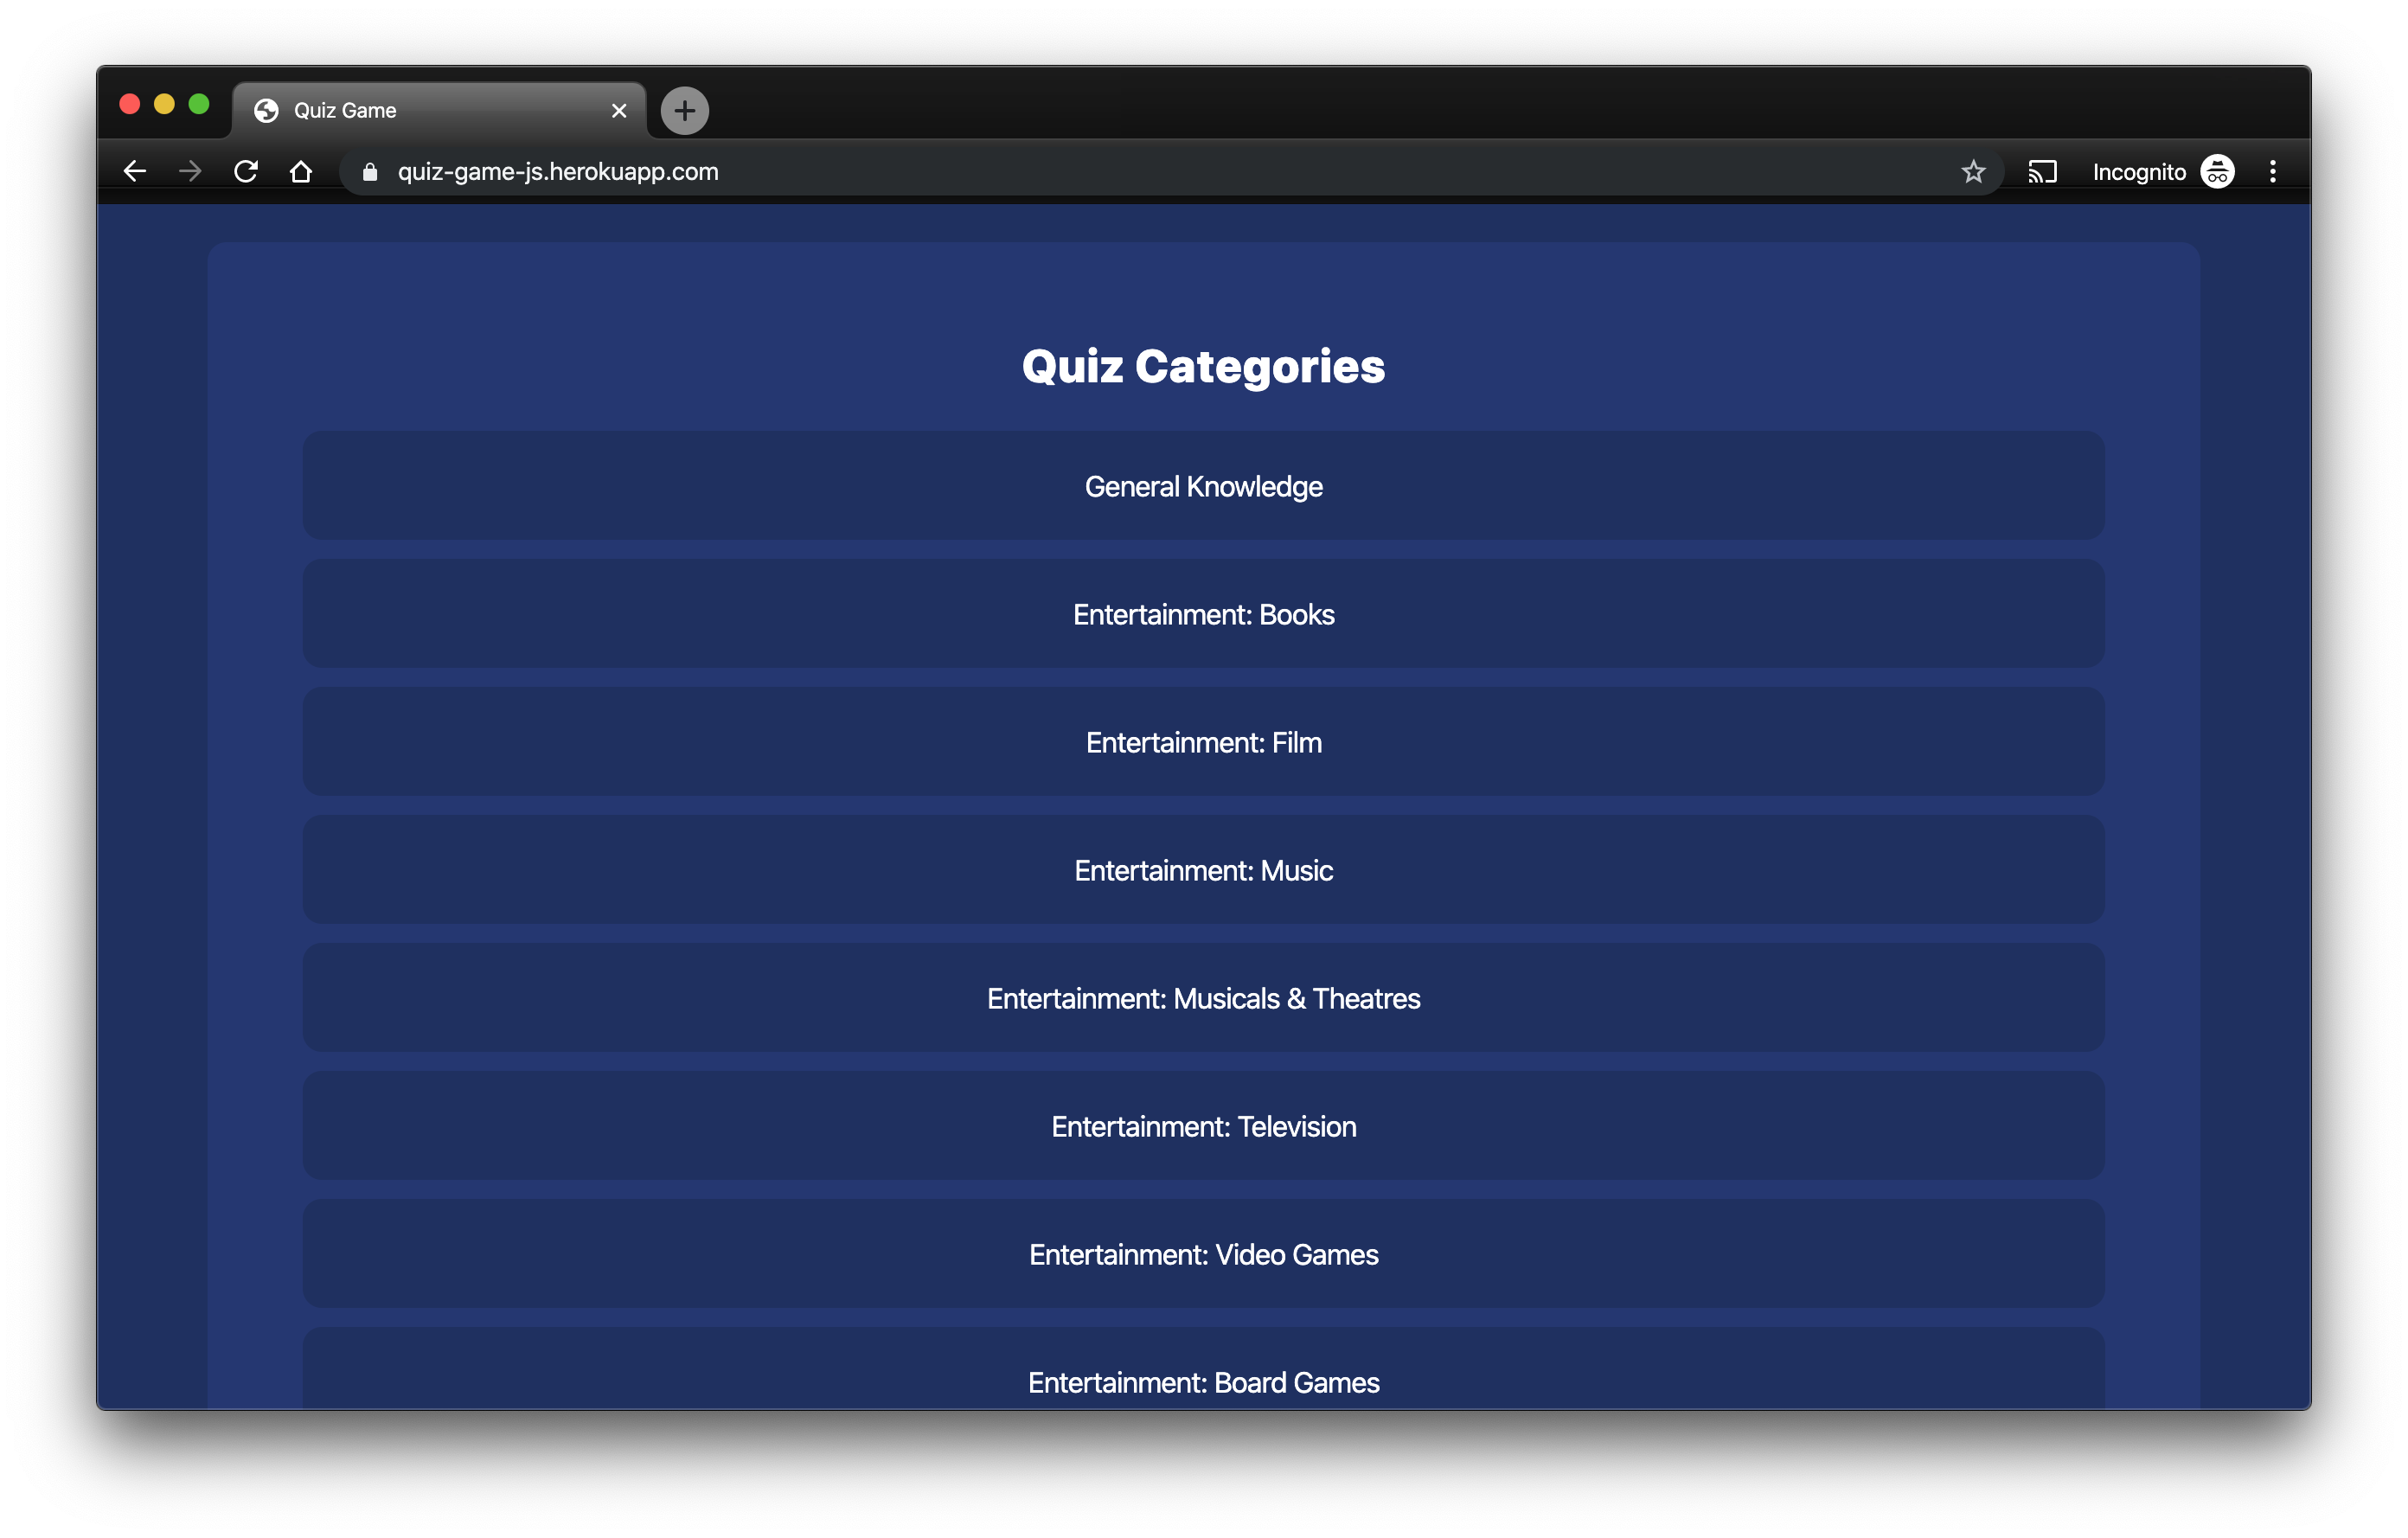 Quiz Game
quiz-game-js.herokuapp.com
Incognito
Quiz Categories
General Knowledge
Entertainment: Books
Entertainment: Film
Entertainment: Music
Entertainment: Musicals & Theatres
Entertainment: Television
Entertainment: Video Games
Entertainment: Board Games